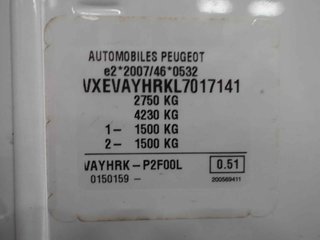 AUTOMOBILES PEUGEOT
e2*2007/46*0532
VXEVAYHRKL7017141
2750 KG
4230 KG
1- 1500 KG
2- 1500 KG
VAYHRK-P2F00L 0.51
0150159 - 200569411